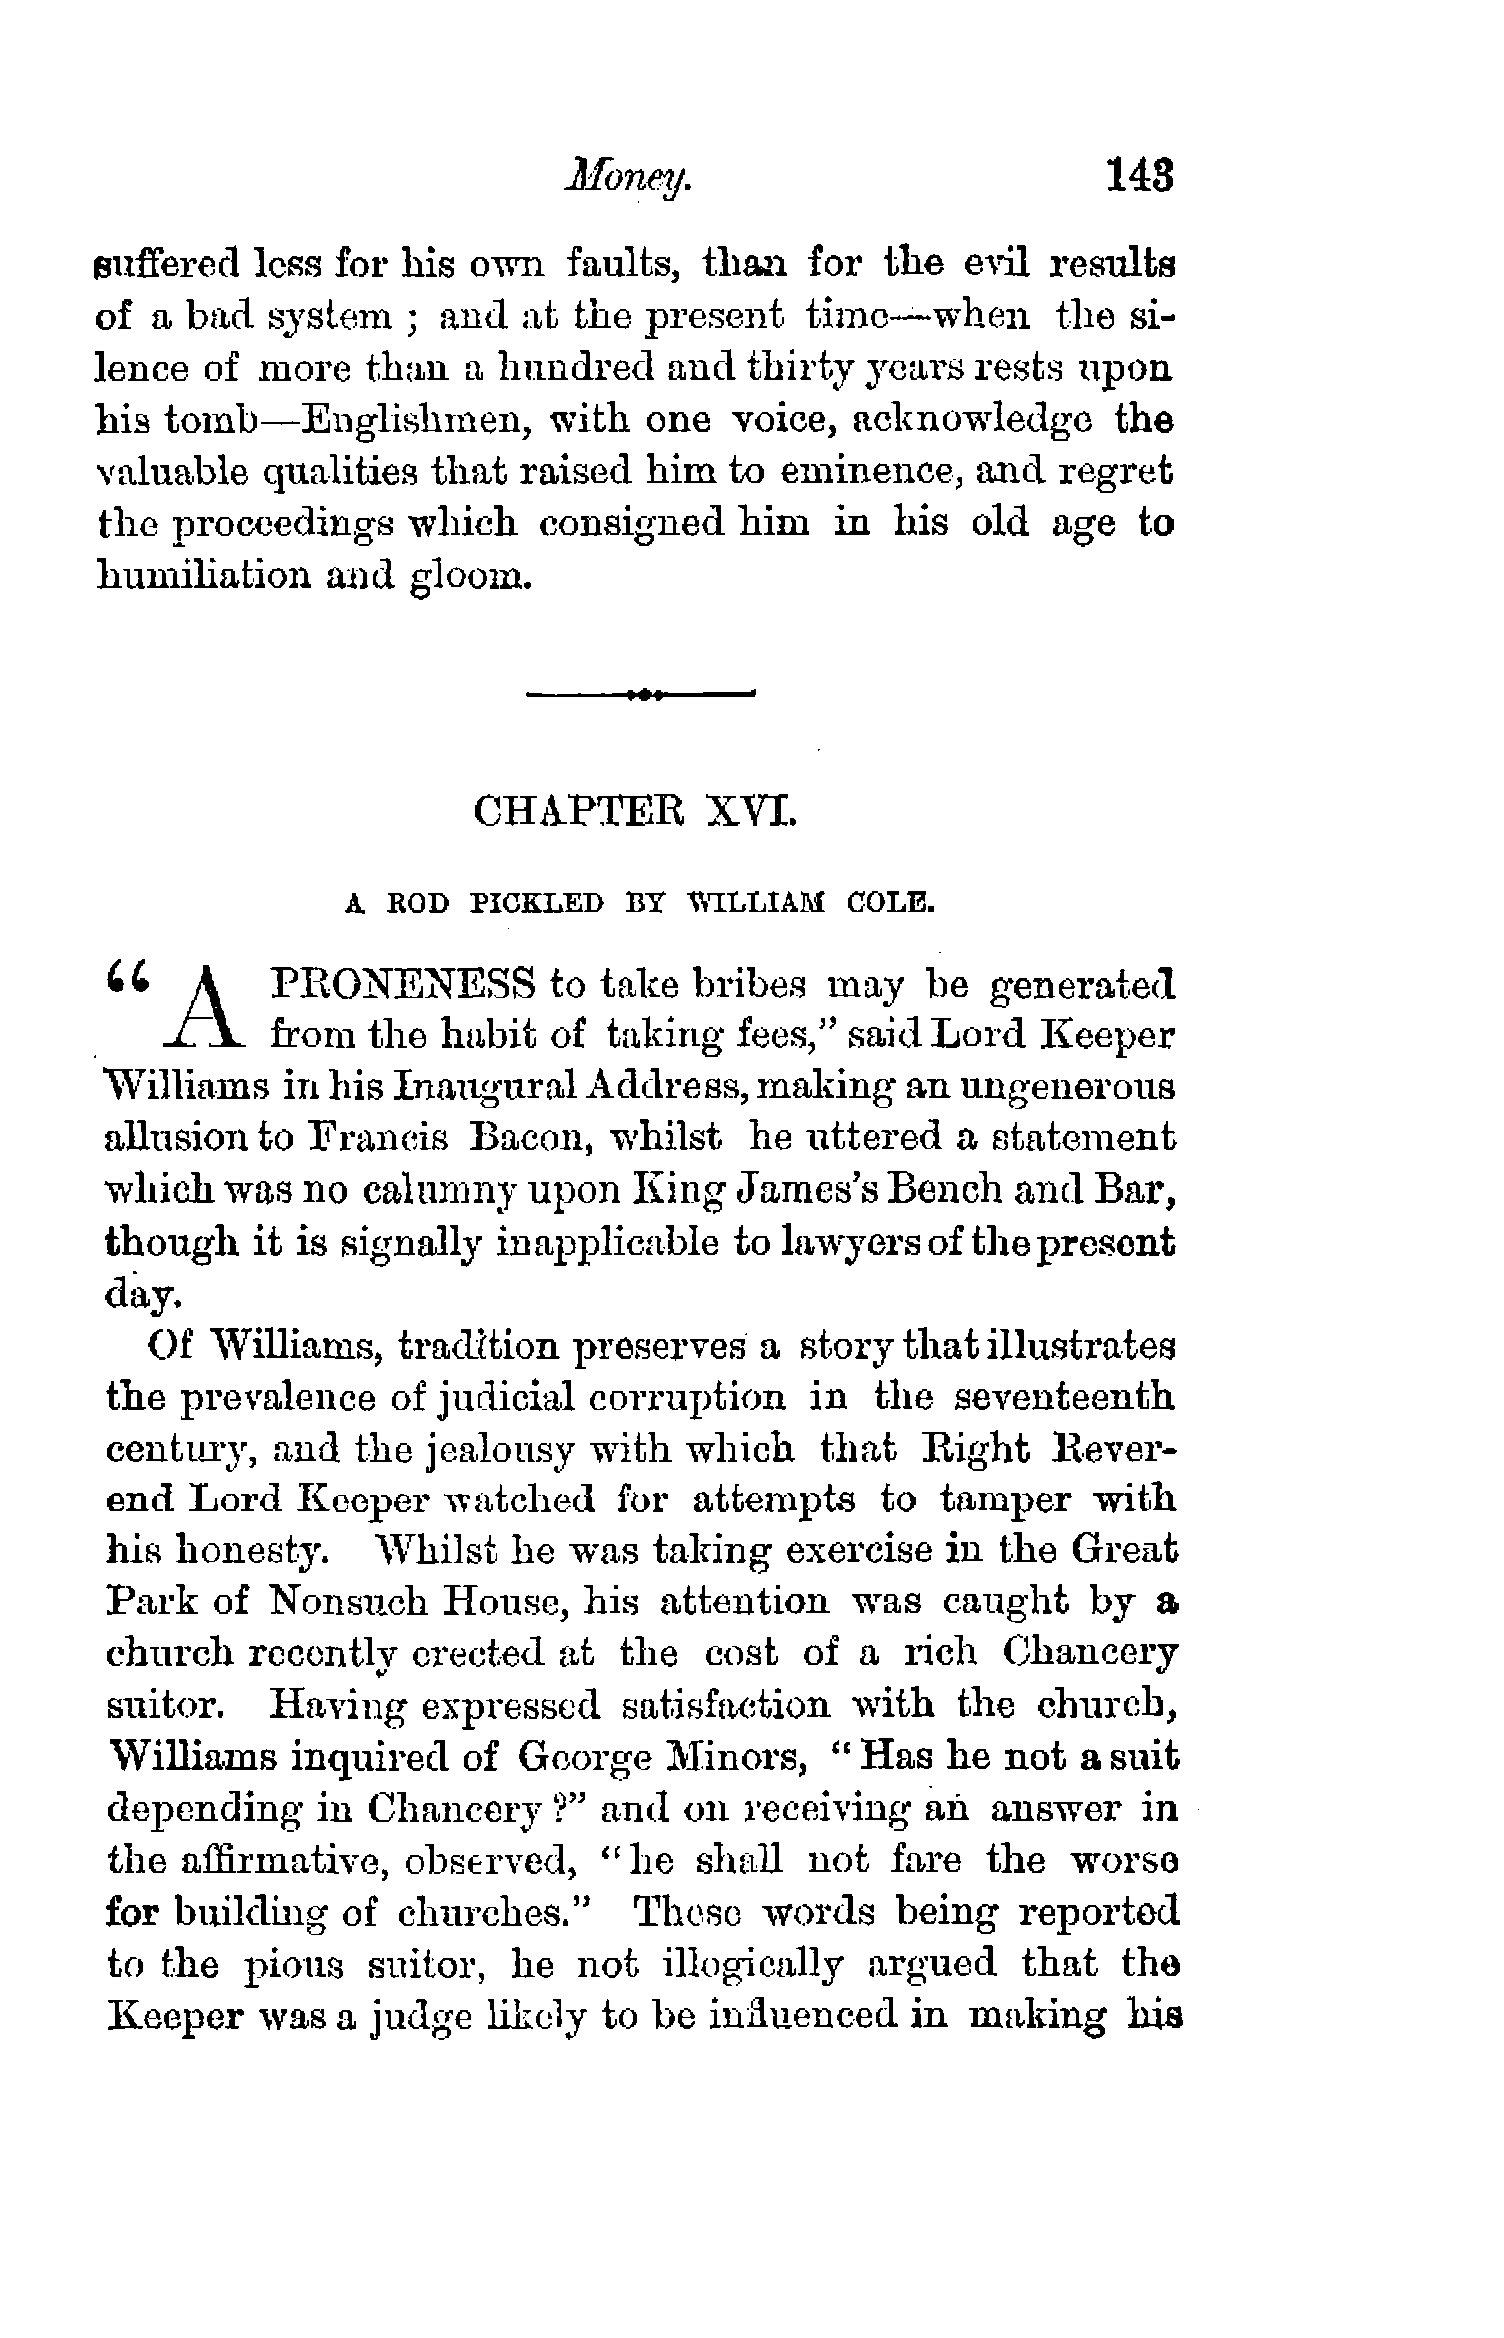 Money. 143
suffered less for his own faults, than for the evil results
of a bad system ; and at the present time—when the si-
lence of more than a hundred and thirty years rests upon
his tomb—Englishmen, with one voice, acknowledge the
valuable qualities that raised him to eminence, and regret
the proceedings which consigned him in his old age to
humiliation and gloom.
CHAPTER XVI.
A ROD PICKLED BY WILLIAM COLE.
“ A PRONENESS to take bribes may be generated
from the habit of taking fees,” said Lord Keeper
Williams in his Inaugural Address, making an ungenerous
allusion to Francis Bacon, whilst he uttered a statement
which was no calumny upon King James’s Bench and Bar,
though it is signally inapplicable to lawyers of the present
day.
Of Williams, tradition preserves a story that illustrates
the prevalence of judicial corruption in the seventeenth
century, and the jealousy with which that Right Rever-
end Lord Keeper watched for attempts to tamper with
his honesty. Whilst he was taking exercise in the Great
Park of Nonsuch House, his attention was caught by a
church recently erected at the cost of a rich Chancery
suitor. Having expressed satisfaction with the church,
Williams inquired of George Minors, “ Has he not a suit
depending in Chancery ?” and on receiving an answer in
the affirmative, observed, “ he shall not fare the worse
for building of churches.” These words being reported
to the pious suitor, he not illogically argued that the
Keeper was a judge likely to be influenced in making his